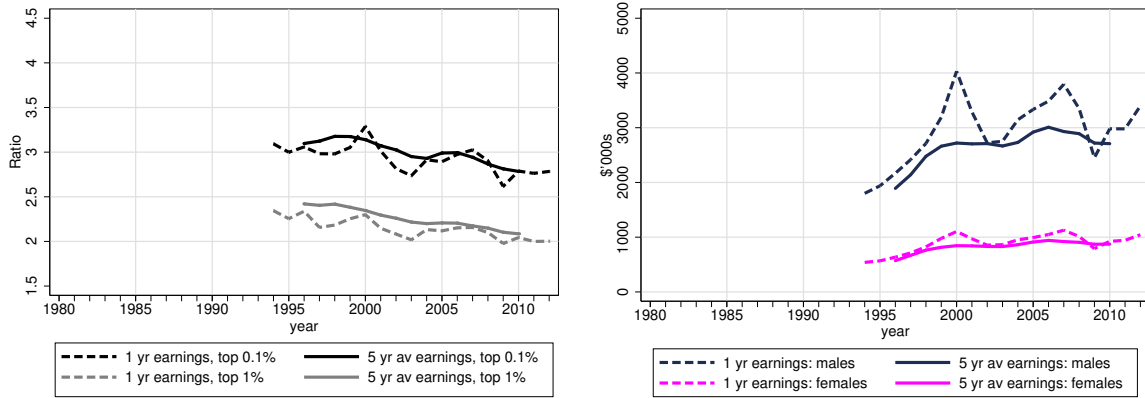 4.5
4
3.5
3
2.5
2
1.5
Ratio
1980 1985 1990 1995 2000 2005 2010
year
1 yr earnings, top 0.1% 5 yr av earnings, top 0.1%
1 yr earnings, top 1% 5 yr av earnings, top 1%
5000
4000
3000
2000
1000
0
$'000s
1980 1985 1990 1995 2000 2005 2010
year
1 yr earnings: males 5 yr av earnings: males
1 yr earnings: females 5 yr av earnings: females